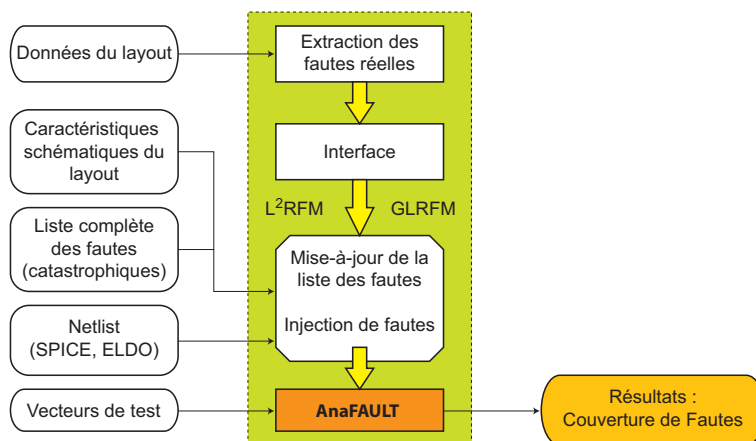 Données du layout
Extraction des
fautes réelles
Caractéristiques
schématiques du
layout
Interface
L²RFM
GLRFM
Liste complète
des fautes
(catastrophiques)
Mise-à-jour de la
liste des fautes
Injection de fautes
Netlist
(SPICE, ELDO)
Vecteurs de test
AnaFAULT
Résultats :
Couverture de Fautes